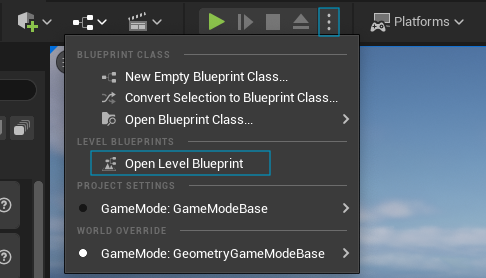 Platforms
BLUEPRINT CLASS
New Empty Blueprint Class...
Convert Selection to Blueprint Class...
Open Blueprint Class...
LEVEL BLUEPRINTS
Open Level Blueprint
PROJECT SETTINGS
GameMode: GameModeBase
WORLD OVERRIDE
GameMode: GeometryGameModeBase